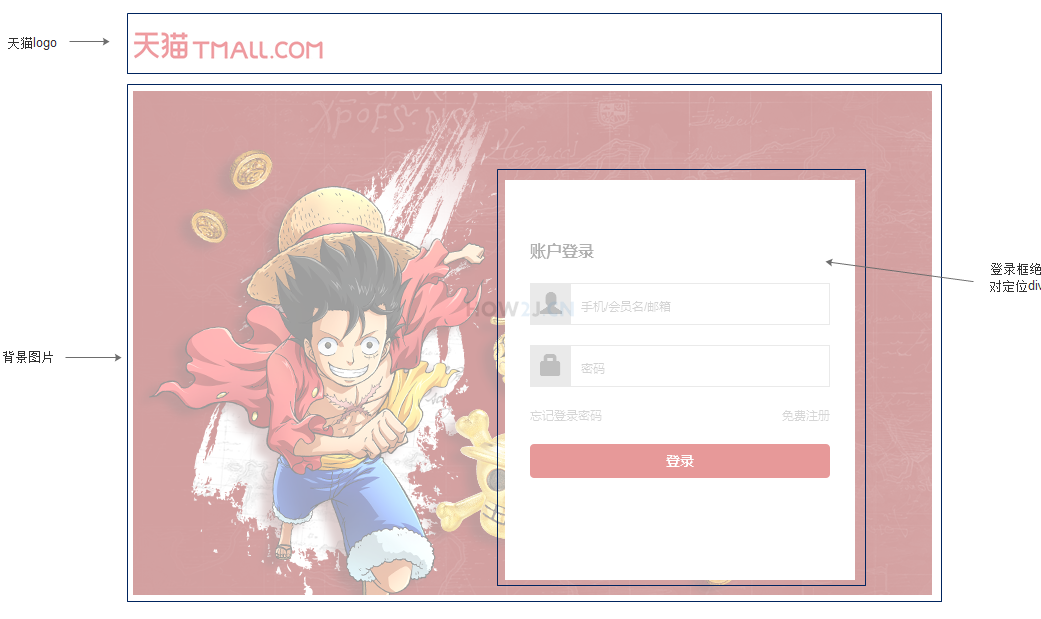 天猫logo
天猫 TMALL.COM
账户登录
登录框绝
对定位div
手机/会员名/邮箱
HOW2J.CN
背景图片
密码
忘记登录密码
免费注册
登录